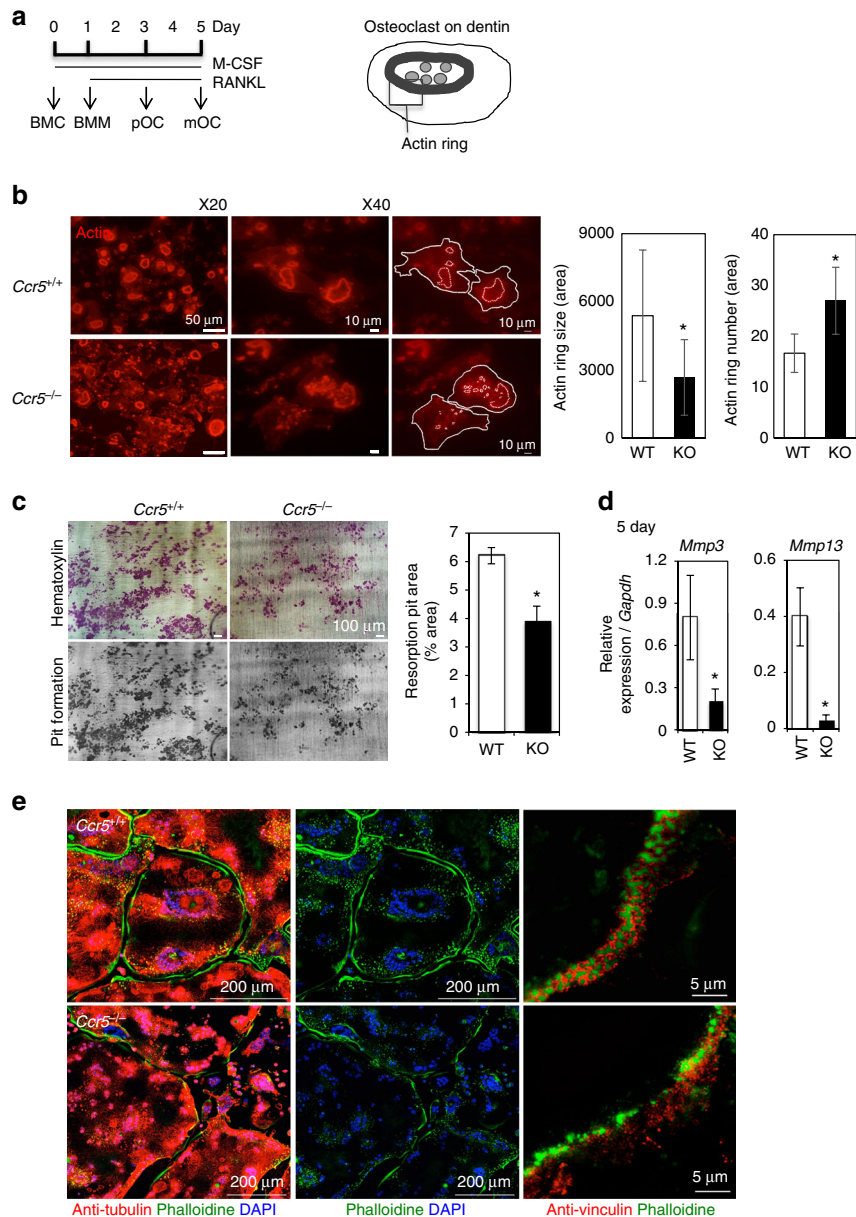 a
0 1 2 3 4 5 Day
M-CSF
RANKL
BMC BMM pOC mOC
Osteoclast on dentin
Actin ring
b
X20 X40
Actin
Ccr5+/+
50 μm
10 μm
10 μm
Ccr5–/–
10 μm
Actin ring size (area)
9000
6000
3000
0
*
WT KO
Actin ring number (area)
40
30
20
10
0
*
WT KO
c
Ccr5+/+ Ccr5–/–
Hematoxylin
100 μm
Pit formation
Resorption pit area
(% area)
7
6
5
4
3
2
1
0
*
WT KO
d
5 day
Mmp3
Relative
expression / Gapdh
1.2
0.9
0.6
0.3
0
*
WT KO
Mmp13
0.6
0.4
0.2
0
*
WT KO
e
Ccr5+/+
200 μm
200 μm
5 μm
Ccr5–/–
200 μm
200 μm
5 μm
Anti-tubulin Phalloidine DAPI
Phalloidine DAPI
Anti-vinculin Phalloidine